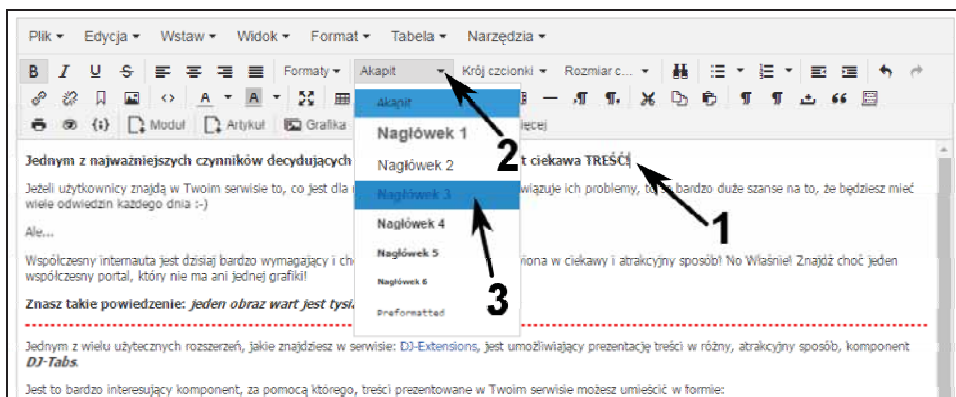 Plik Edycja Wstaw Widok Format Tabela Narzędzia
B I U S Formaty Akapit Krój czcionki Rozmiar c...
A A
Moduł Artykuł Grafika ięcej
Akapit
Nagłówek 1
Nagłówek 2
Nagłówek 3
Nagłówek 4
Nagłówek 5
Nagłówek 6
Preformatted
2
1
3
Jednym z najważniejszych czynników decydujących t ciekawa TREŚĆ!
Jeżeli użytkownicy znajdą w Twoim serwisie to, co jest dla wiązuje ich problemy, to bardzo duże szanse na to, że będziesz mieć
wiele odwiedzin każdego dnia :-)
Ale...
Współczesny internauta jest dzisiaj bardzo wymagający i ch iona w ciekawy i atrakcyjny sposób! No Właśnie! Znajdź choć jeden
współczesny portal, który nie ma ani jednej grafiki!
Znasz takie powiedzenie: jeden obraz wart jest tysi
Jednym z wielu użytecznych rozszerzeń, jakie znajdziesz w serwisie: DJ-Extensions, jest umożliwiający prezentację treści w różny, atrakcyjny sposób, komponent
DJ-Tabs.
Jest to bardzo interesujący komponent, za pomocą którego, treści prezentowane w Twoim serwisie możesz umieścić w formie: